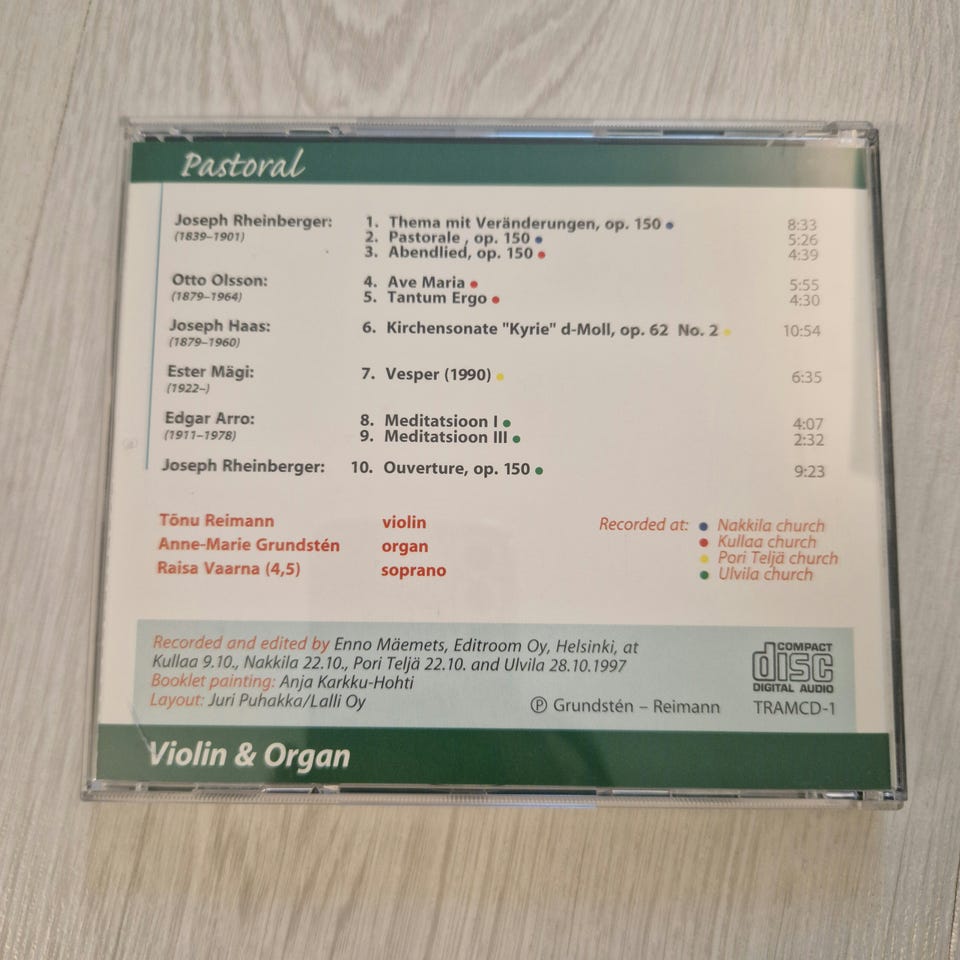 Pastoral
Joseph Rheinberger: 1. Thema mit Veränderungen, op. 150 8:33
(1839–1901) 2. Pastorale , op. 150 5:26
3. Abendlied, op. 150 4:39
Otto Olsson: 4. Ave Maria 5:55
(1879–1964) 5. Tantum Ergo 4:30
Joseph Haas: 6. Kirchensonate "Kyrie" d-Moll, op. 62 No. 2 10:54
(1879–1960)
Ester Mägi: 7. Vesper (1990) 6:35
(1922–)
Edgar Arro: 8. Meditatsioon I 4:07
(1911–1978) 9. Meditatsioon III 2:32
Joseph Rheinberger: 10. Ouverture, op. 150 9:23
Tõnu Reimann violin Recorded at: Nakkila church
Anne-Marie Grundstén organ Kullaa church
Pori Teljä church
Raisa Vaarna (4,5) soprano Ulvila church
Recorded and edited by Enno Mäemets, Editroom Oy, Helsinki, at
Kullaa 9.10., Nakkila 22.10., Pori Teljä 22.10. and Ulvila 28.10.1997
Booklet painting: Anja Karkku-Hohti
Layout: Juri Puhakka/Lalli Oy
℗ Grundstén – Reimann
COMPACT
disc
DIGITAL AUDIO
TRAMCD-1
Violin & Organ